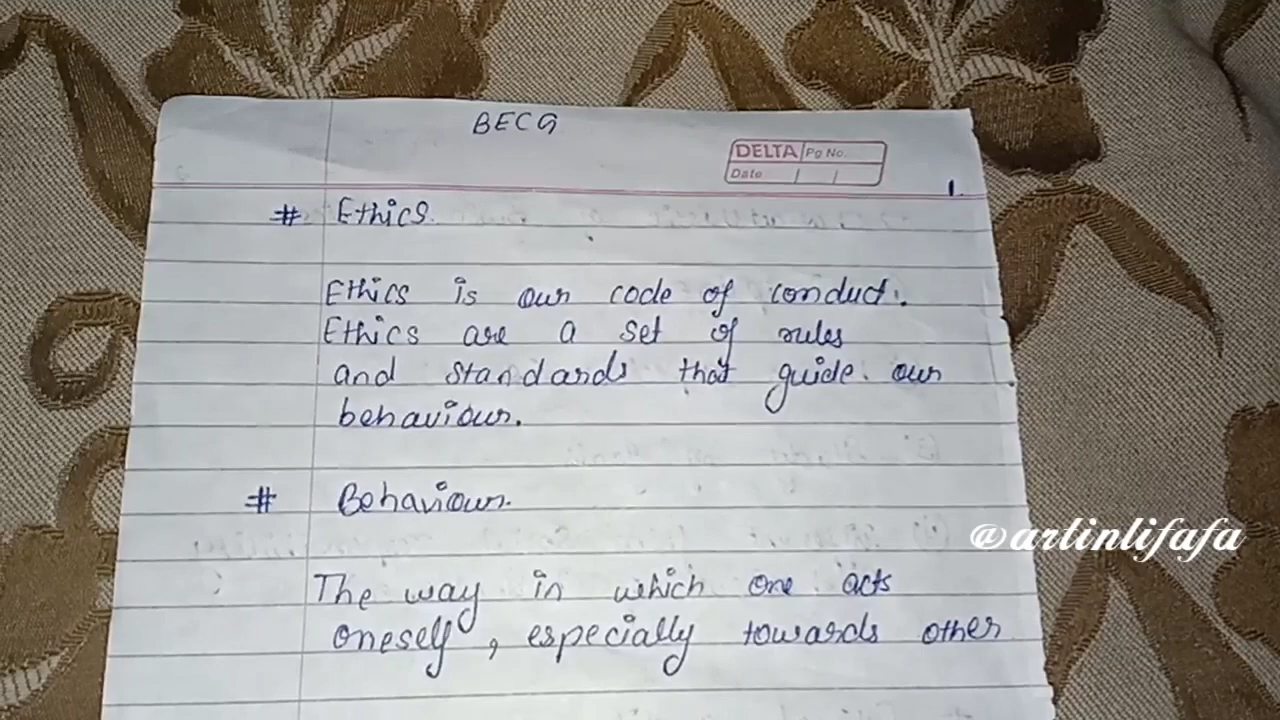 BECG
DELTA Pg No.
Date / /
1.
# Ethics.
Ethics is our code of conduct.
Ethics are a set of rules
and standards that guide our
behaviour.
# Behaviour.
@artinlifafa
The way in which one acts
oneself, especially towards other